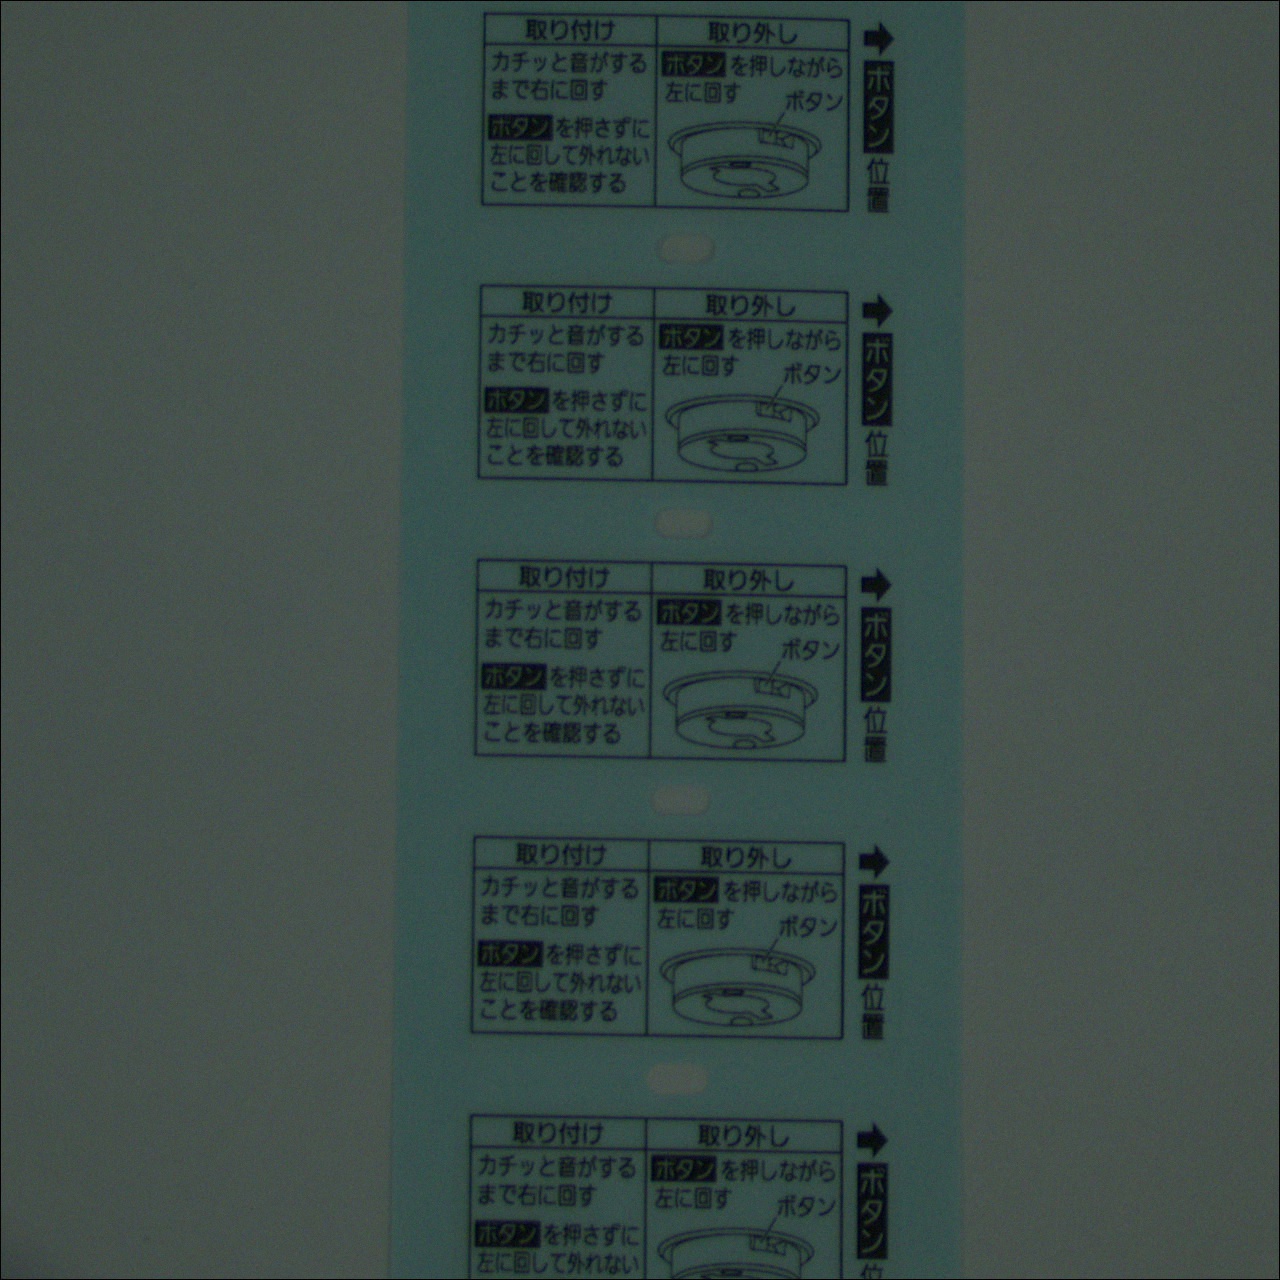 取り付け
カチッと音がする
まで右に回す
ボタンを押さずに
左に回して外れない
ことを確認する
取り外し
ボタンを押しながら
左に回す
ボタン
➡ボタン位置
取り付け
カチッと音がする
まで右に回す
ボタンを押さずに
左に回して外れない
ことを確認する
取り外し
ボタンを押しながら
左に回す
ボタン
➡ボタン位置
取り付け
カチッと音がする
まで右に回す
ボタンを押さずに
左に回して外れない
ことを確認する
取り外し
ボタンを押しながら
左に回す
ボタン
➡ボタン位置
取り付け
カチッと音がする
まで右に回す
ボタンを押さずに
左に回して外れない
ことを確認する
取り外し
ボタンを押しながら
左に回す
ボタン
➡ボタン位置
取り付け
カチッと音がする
まで右に回す
ボタンを押さずに
左に回して外れない
取り外し
ボタンを押しながら
左に回す
ボタン
➡ボタン位